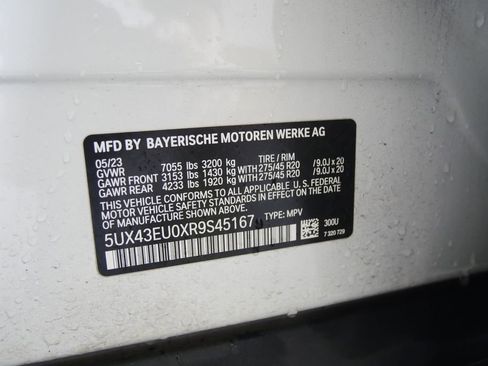 MFD BY BAYERISCHE MOTOREN WERKE AG
05/23
GVWR 7055 lbs 3200 kg TIRE / RIM
GAWR FRONT 3153 lbs 1430 kg WITH 275/45 R20 / 9.0J x 20
GAWR REAR 4233 lbs 1920 kg WITH 275/45 R20 / 9.0J x 20
THIS VEHICLE CONFORMS TO ALL APPLICABLE U.S. FEDERAL
MOTOR VEHICLE SAFETY STANDARDS IN EFFECT ON THE
DATE OF MANUFACTURE SHOWN ABOVE.
5UX43EU0XR9S45167 TYPE: MPV
300U
7 320 729